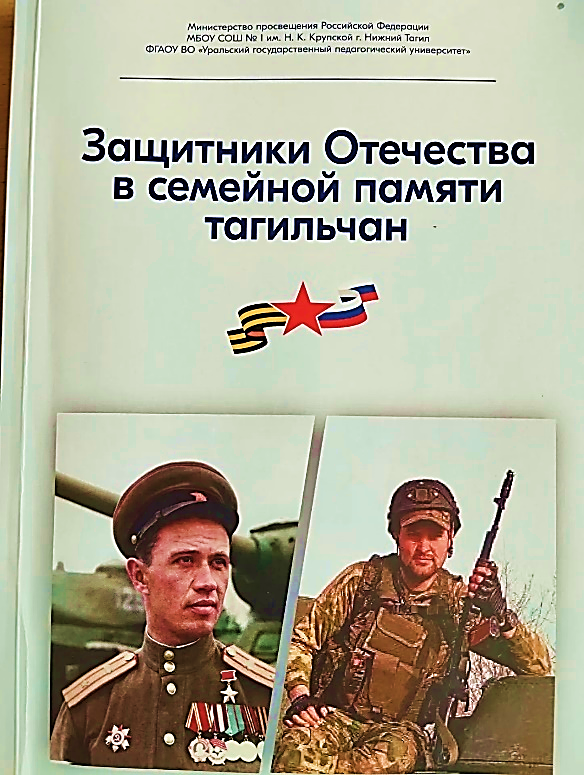 Министерство просвещения Российской Федерации
МБОУ СОШ № 1 им. Н. К. Крупской г. Нижний Тагил
ФГАОУ ВО «Уральский государственный педагогический университет»
Защитники Отечества
в семейной памяти
тагильчан